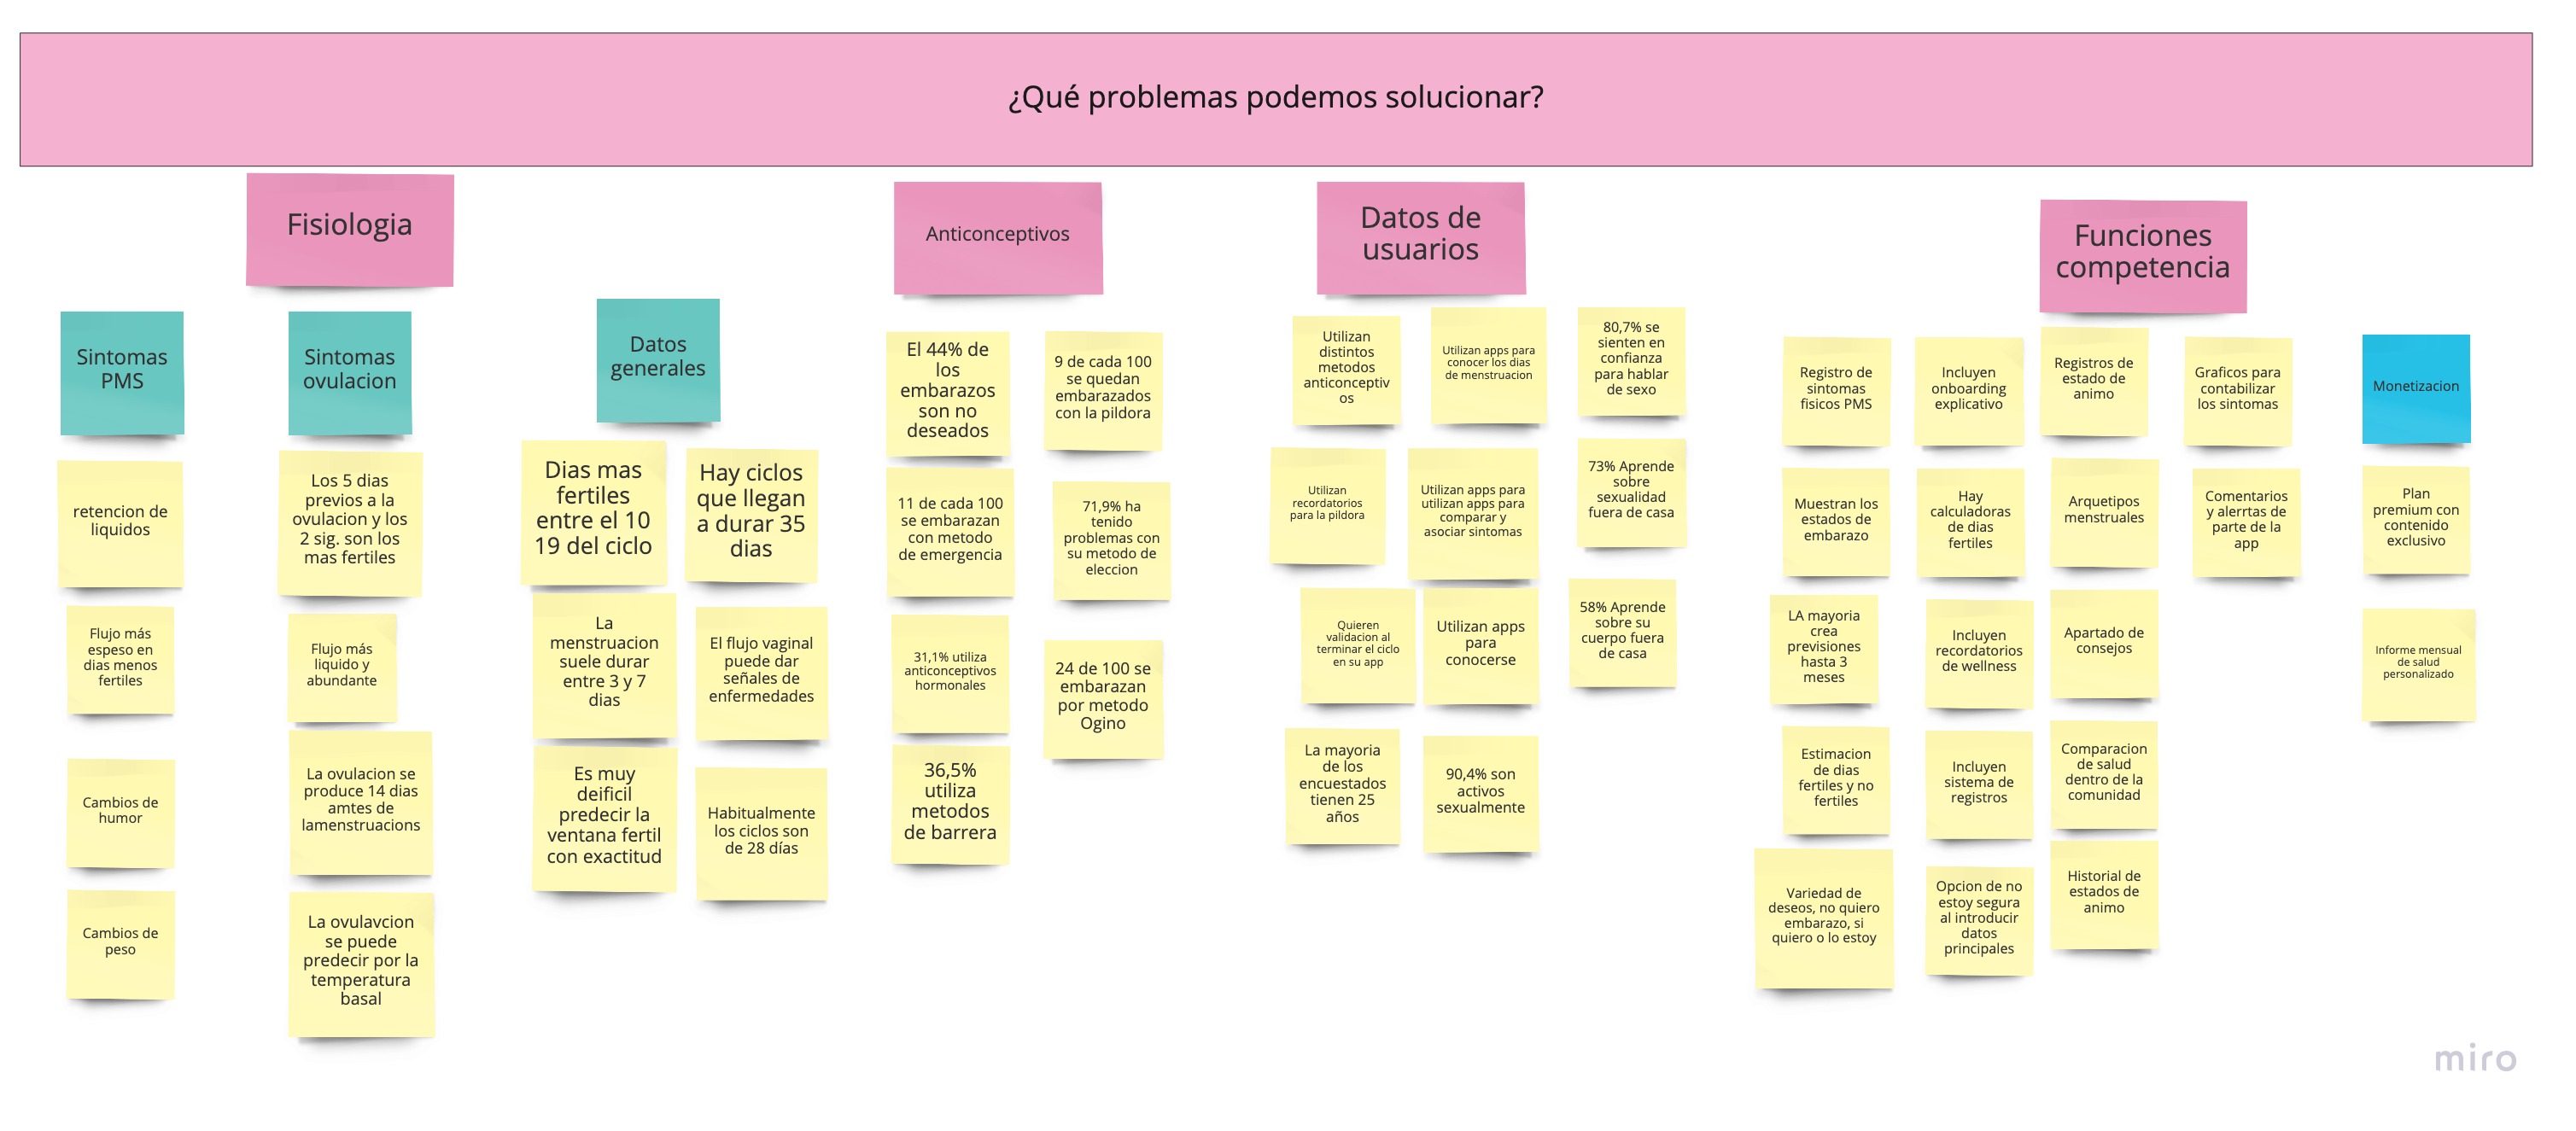 ¿Qué problemas podemos solucionar?
Fisiologia
Sintomas
PMS
retencion de
liquidos
Flujo más
espeso en
dias menos
fertiles
Cambios de
humor
Cambios de
peso
Sintomas
ovulacion
Los 5 dias
previos a la
ovulacion y los
2 sig. son los
mas fertiles
Flujo más
liquido y
abundante
La ovulacion se
produce 14 dias
amtes de
lamenstruacions
La ovulavcion
se puede
predecir por la
temperatura
basal
Datos
generales
Dias mas
fertiles
entre el 10
19 del ciclo
Hay ciclos
que llegan
a durar 35
dias
La
menstruacion
suele durar
entre 3 y 7
dias
El flujo vaginal
puede dar
señales de
enfermedades
Es muy
deificil
predecir la
ventana fertil
con exactitud
Habitualmente
los ciclos son
de 28 días
Anticonceptivos
El 44% de
los
embarazos
son no
deseados
9 de cada 100
se quedan
embarazados
con la pildora
11 de cada 100
se embarazan
con metodo
de emergencia
71,9% ha
tenido
problemas con
su metodo de
eleccion
31,1% utiliza
anticonceptivos
hormonales
24 de 100 se
embarazan
por metodo
Ogino
36,5%
utiliza
metodos
de barrera
Datos de
usuarios
Utilizan
distintos
metodos
anticonceptiv
os
Utilizan apps para
conocer los dias
de menstruacion
80,7% se
sienten en
confianza
para hablar
de sexo
Utilizan
recordatorios
para la pildora
Utilizan apps para
utilizan apps para
comparar y
asociar sintomas
73% Aprende
sobre
sexualidad
fuera de casa
Quieren
validacion al
terminar el ciclo
en su app
Utilizan apps
para
conocerse
58% Aprende
sobre su
cuerpo fuera
de casa
La mayoria
de los
encuestados
tienen 25
años
90,4% son
activos
sexualmente
Funciones
competencia
Registro de
sintomas
fisicos PMS
Incluyen
onboarding
explicativo
Registros de
estado de
animo
Graficos para
contabilizar
los sintomas
Muestran los
estados de
embarazo
Hay
calculadoras
de dias
fertiles
Arquetipos
menstruales
Comentarios
y alerrtas de
parte de la
app
LA mayoria
crea
previsiones
hasta 3
meses
Incluyen
recordatorios
de wellness
Apartado de
consejos
Estimacion
de dias
fertiles y no
fertiles
Incluyen
sistema de
registros
Comparacion
de salud
dentro de la
comunidad
Variedad de
deseos, no quiero
embarazo, si
quiero o lo estoy
Opcion de no
estoy segura
al introducir
datos
principales
Historial de
estados de
animo
Monetizacion
Plan
premium con
contenido
exclusivo
Informe mensual
de salud
personalizado
miro